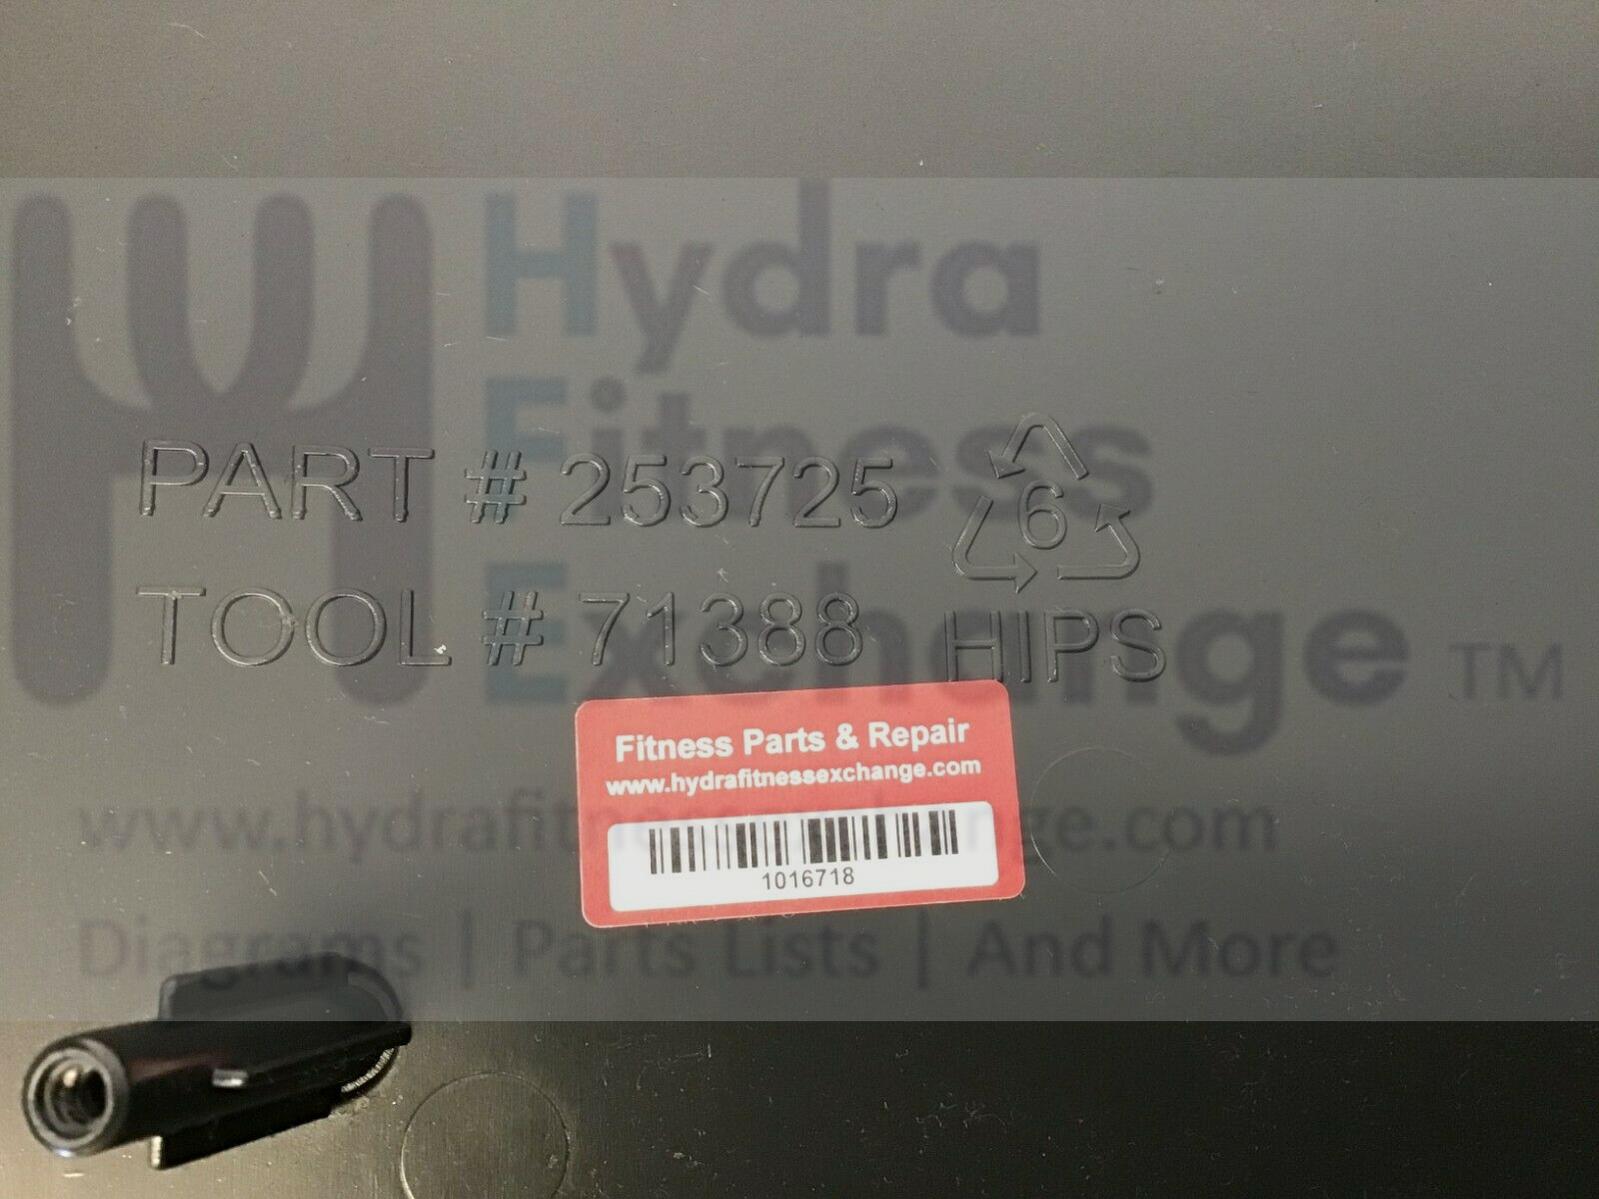 Hydra
Fitness
Exchange TM
PART # 253725
6
TOOL # 71388
HIPS
Fitness Parts & Repair
www.hydrafitnessexchange.com
1016718
www.hydrafitnessexchange.com
Diagrams | Parts Lists | And More